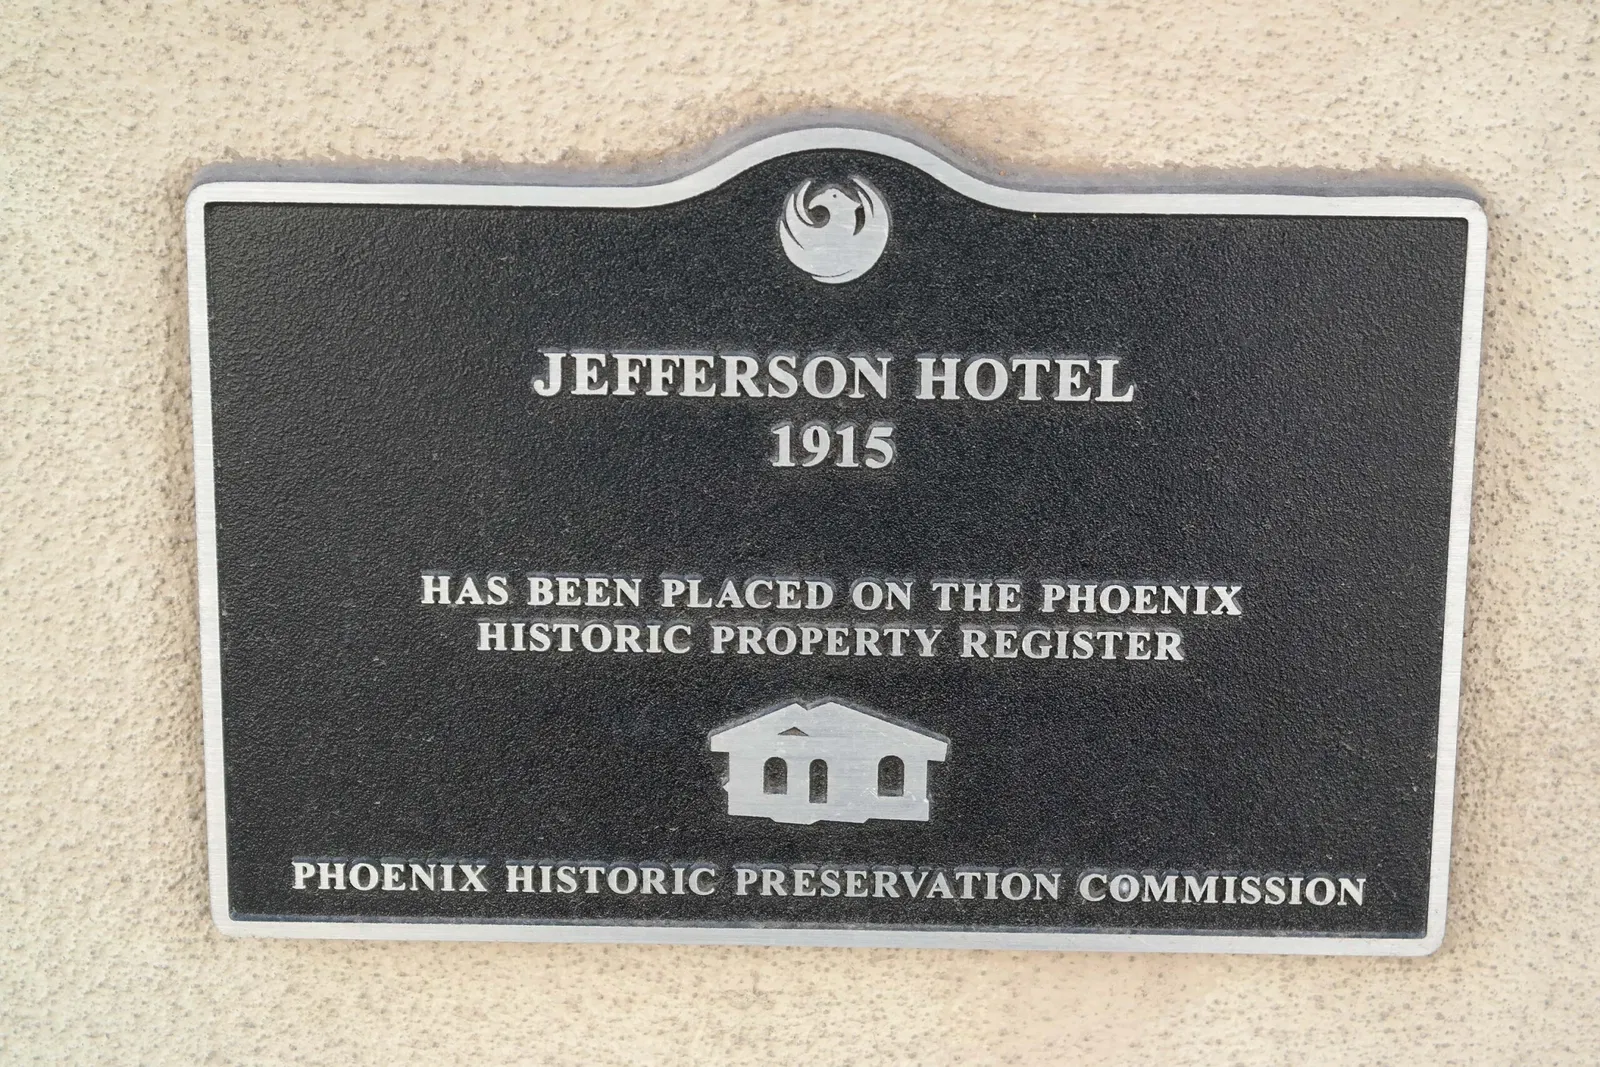 JEFFERSON HOTEL
1915
HAS BEEN PLACED ON THE PHOENIX
HISTORIC PROPERTY REGISTER
PHOENIX HISTORIC PRESERVATION COMMISSION